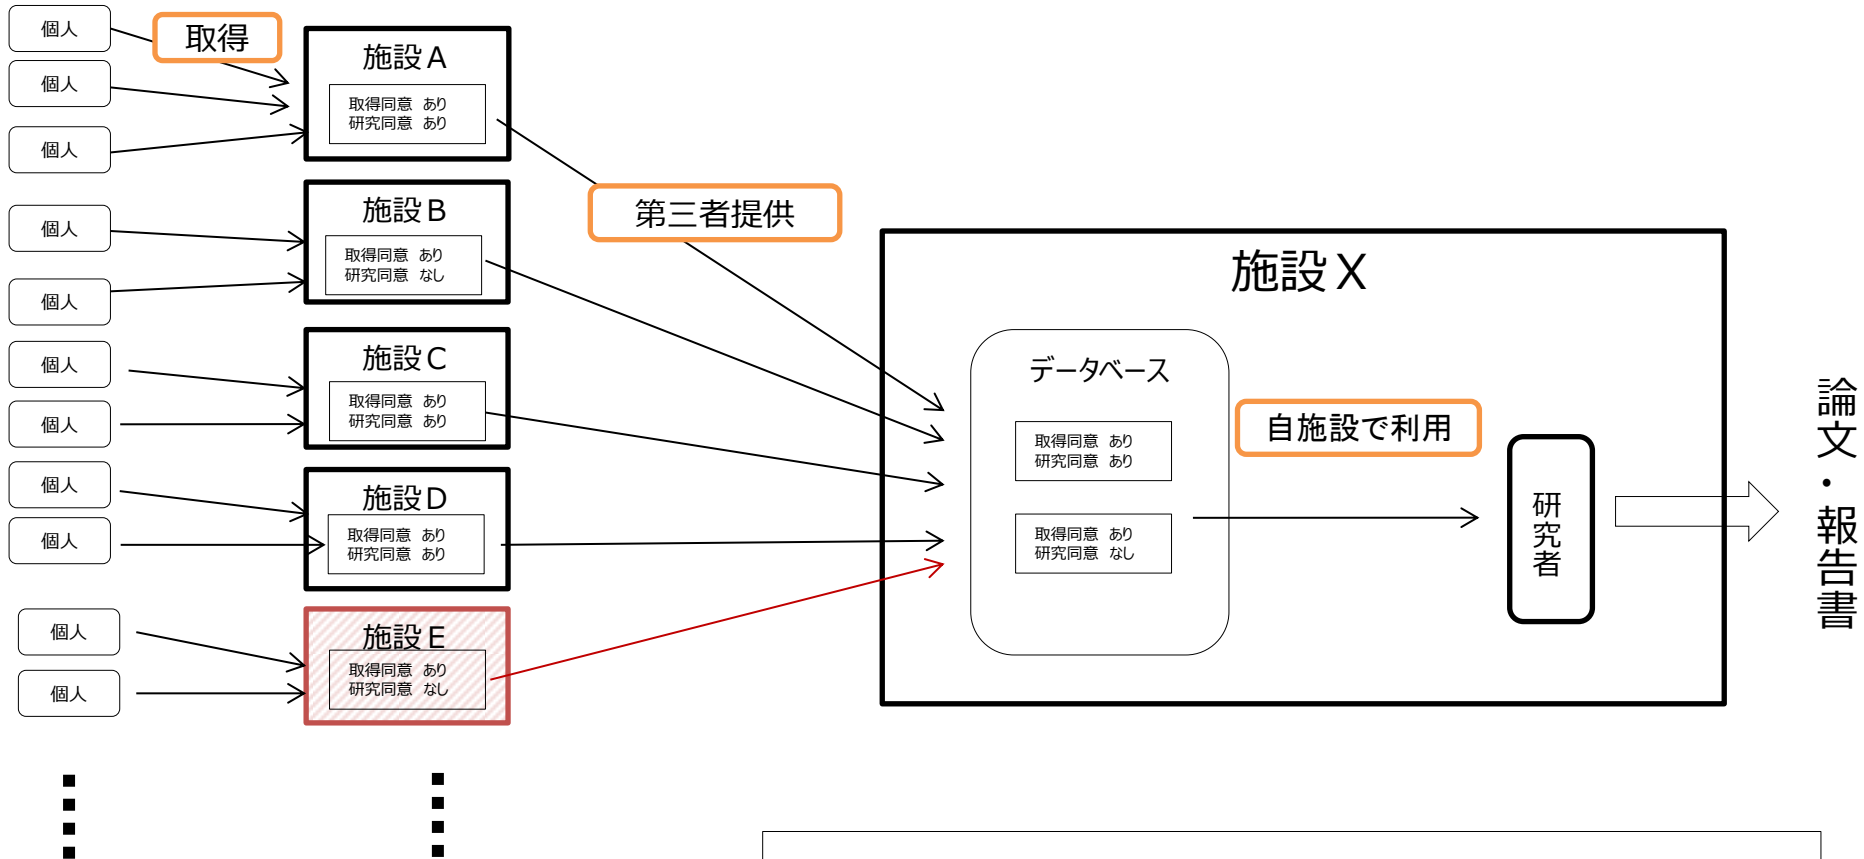 個人
個人
個人
個人
個人
個人
個人
個人
個人
個人
個人
取得
施設A
取得同意 あり
研究同意 あり
施設B
取得同意 あり
研究同意 なし
施設C
取得同意 あり
研究同意 あり
施設D
取得同意 あり
研究同意 あり
施設E
取得同意 あり
研究同意 なし
第三者提供
施設X
データベース
取得同意 あり
研究同意 あり
取得同意 あり
研究同意 なし
自施設で利用
研究者
論文・報告書